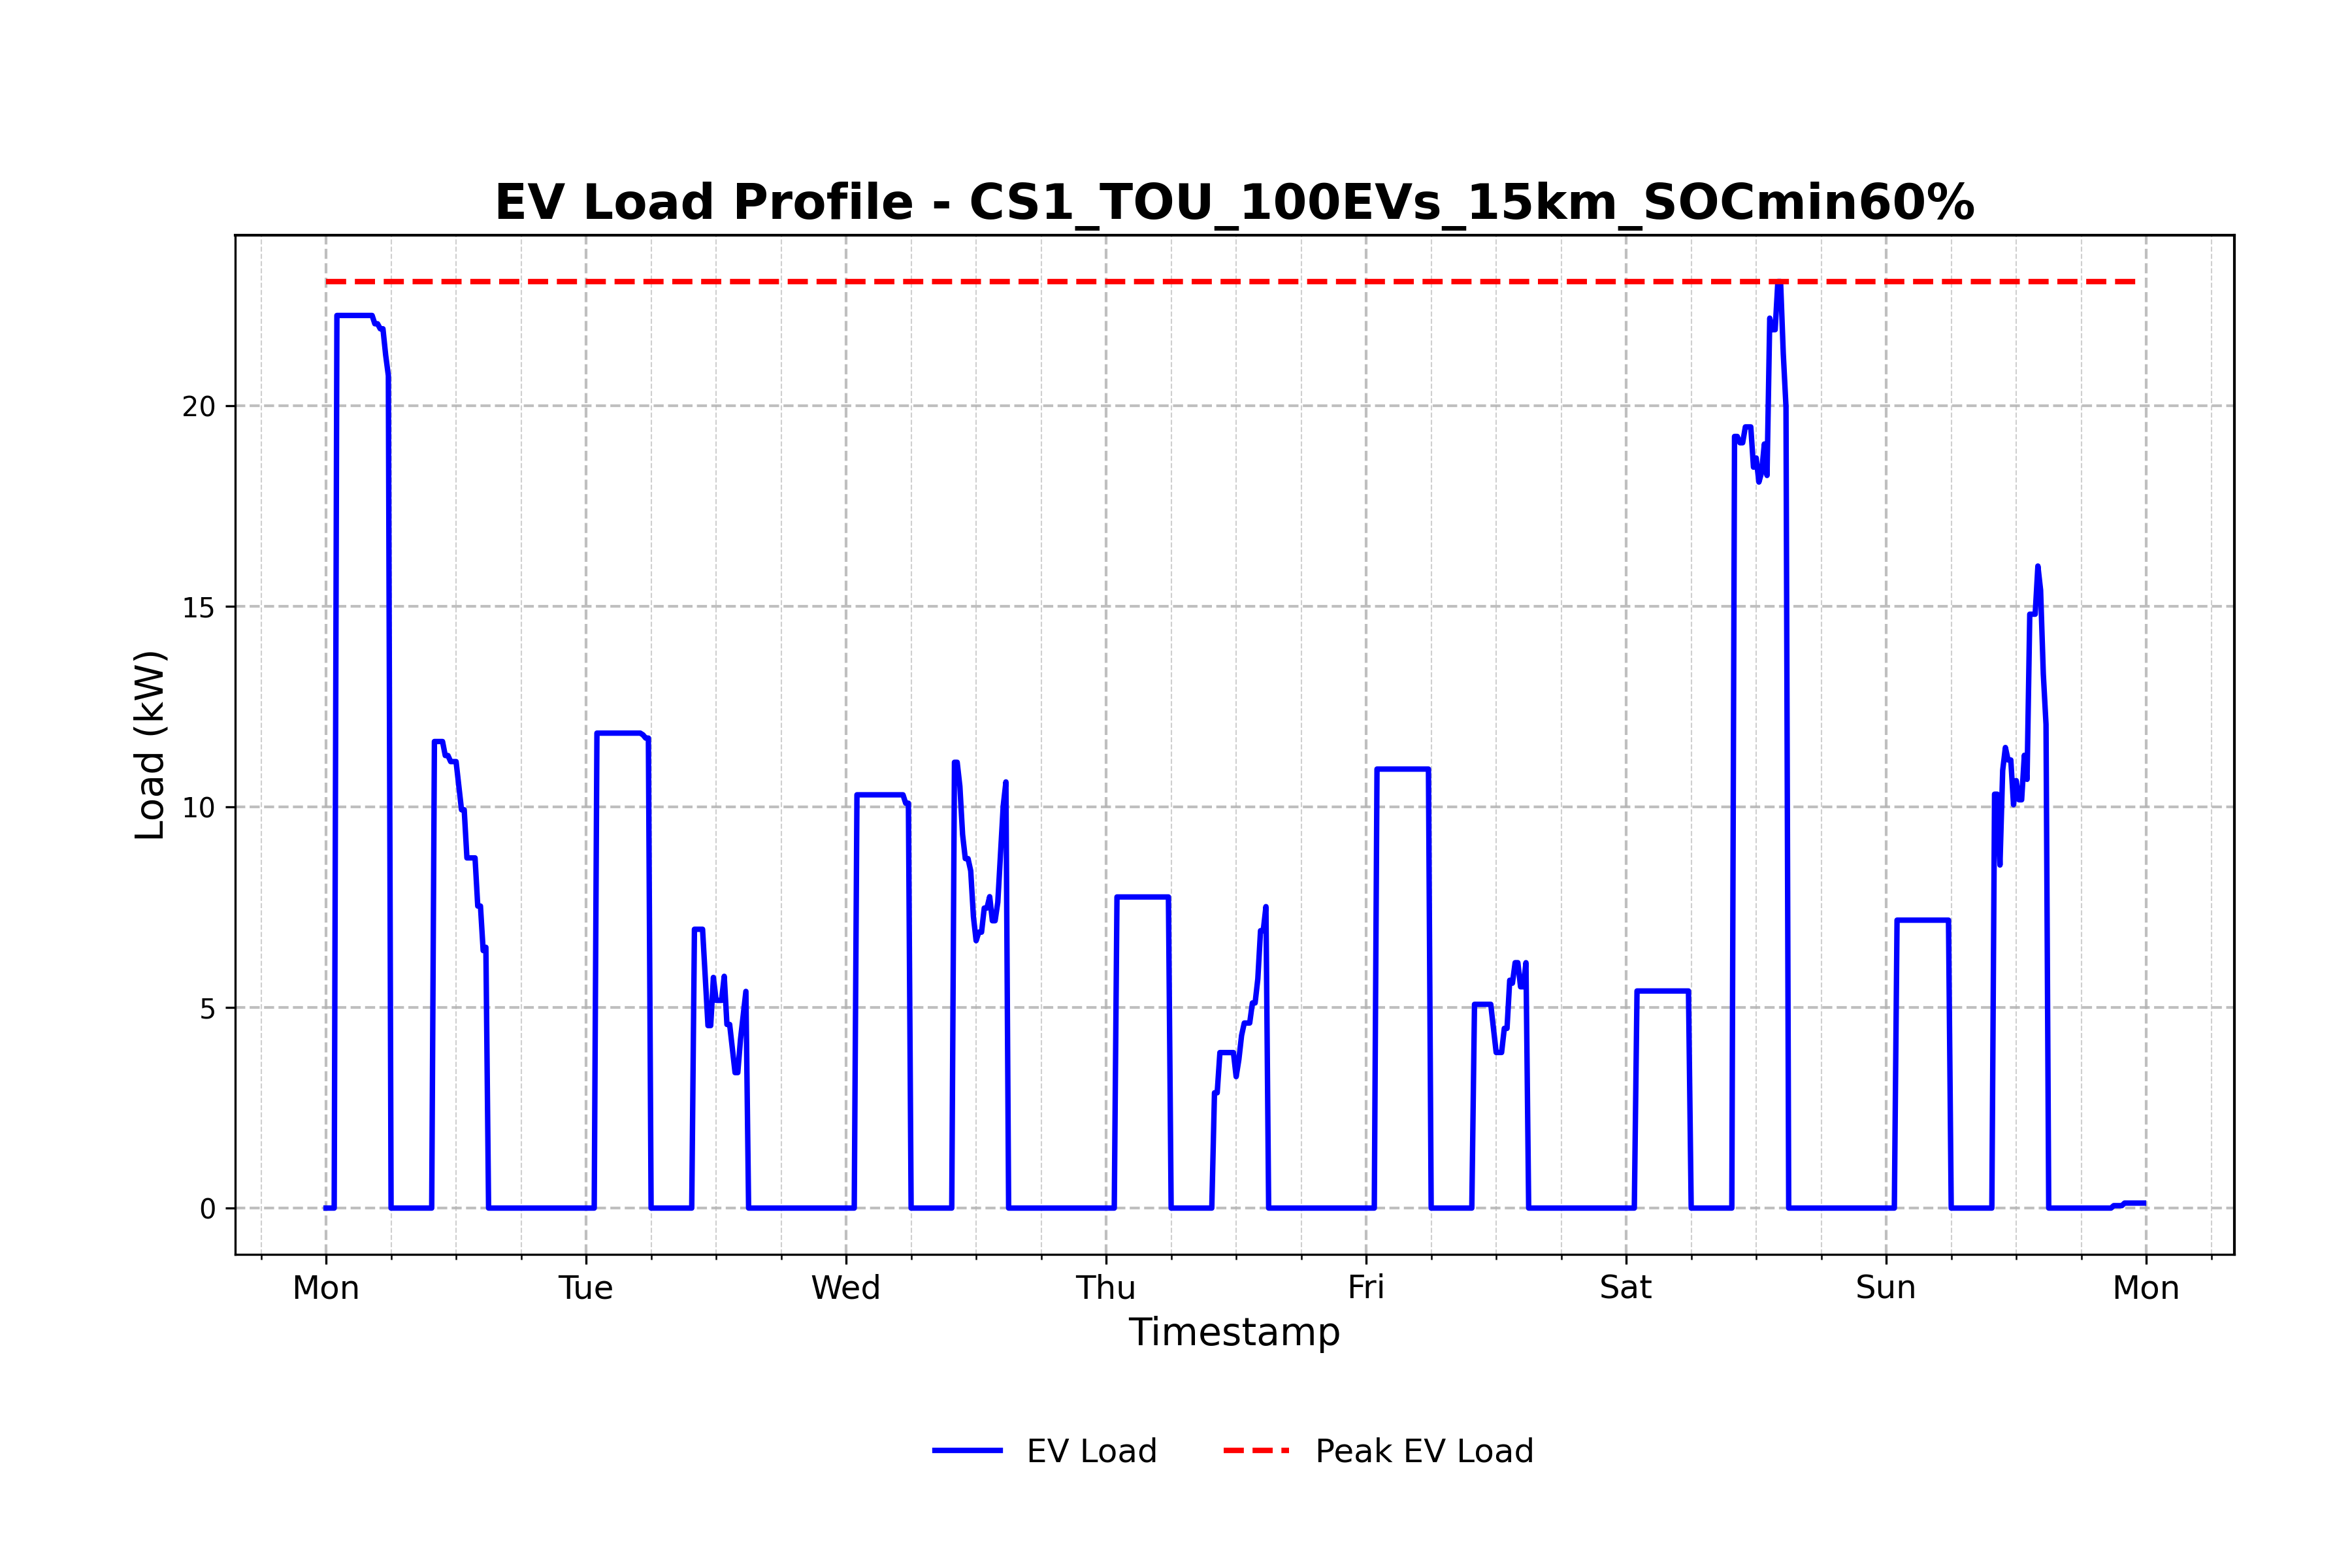 EV Load Profile - CS1_TOU_100EVs_15km_SOCmin60%
Load (kW)
20
15
10
5
0
Mon Tue Wed Thu Fri Sat Sun Mon
Timestamp
EV Load Peak EV Load